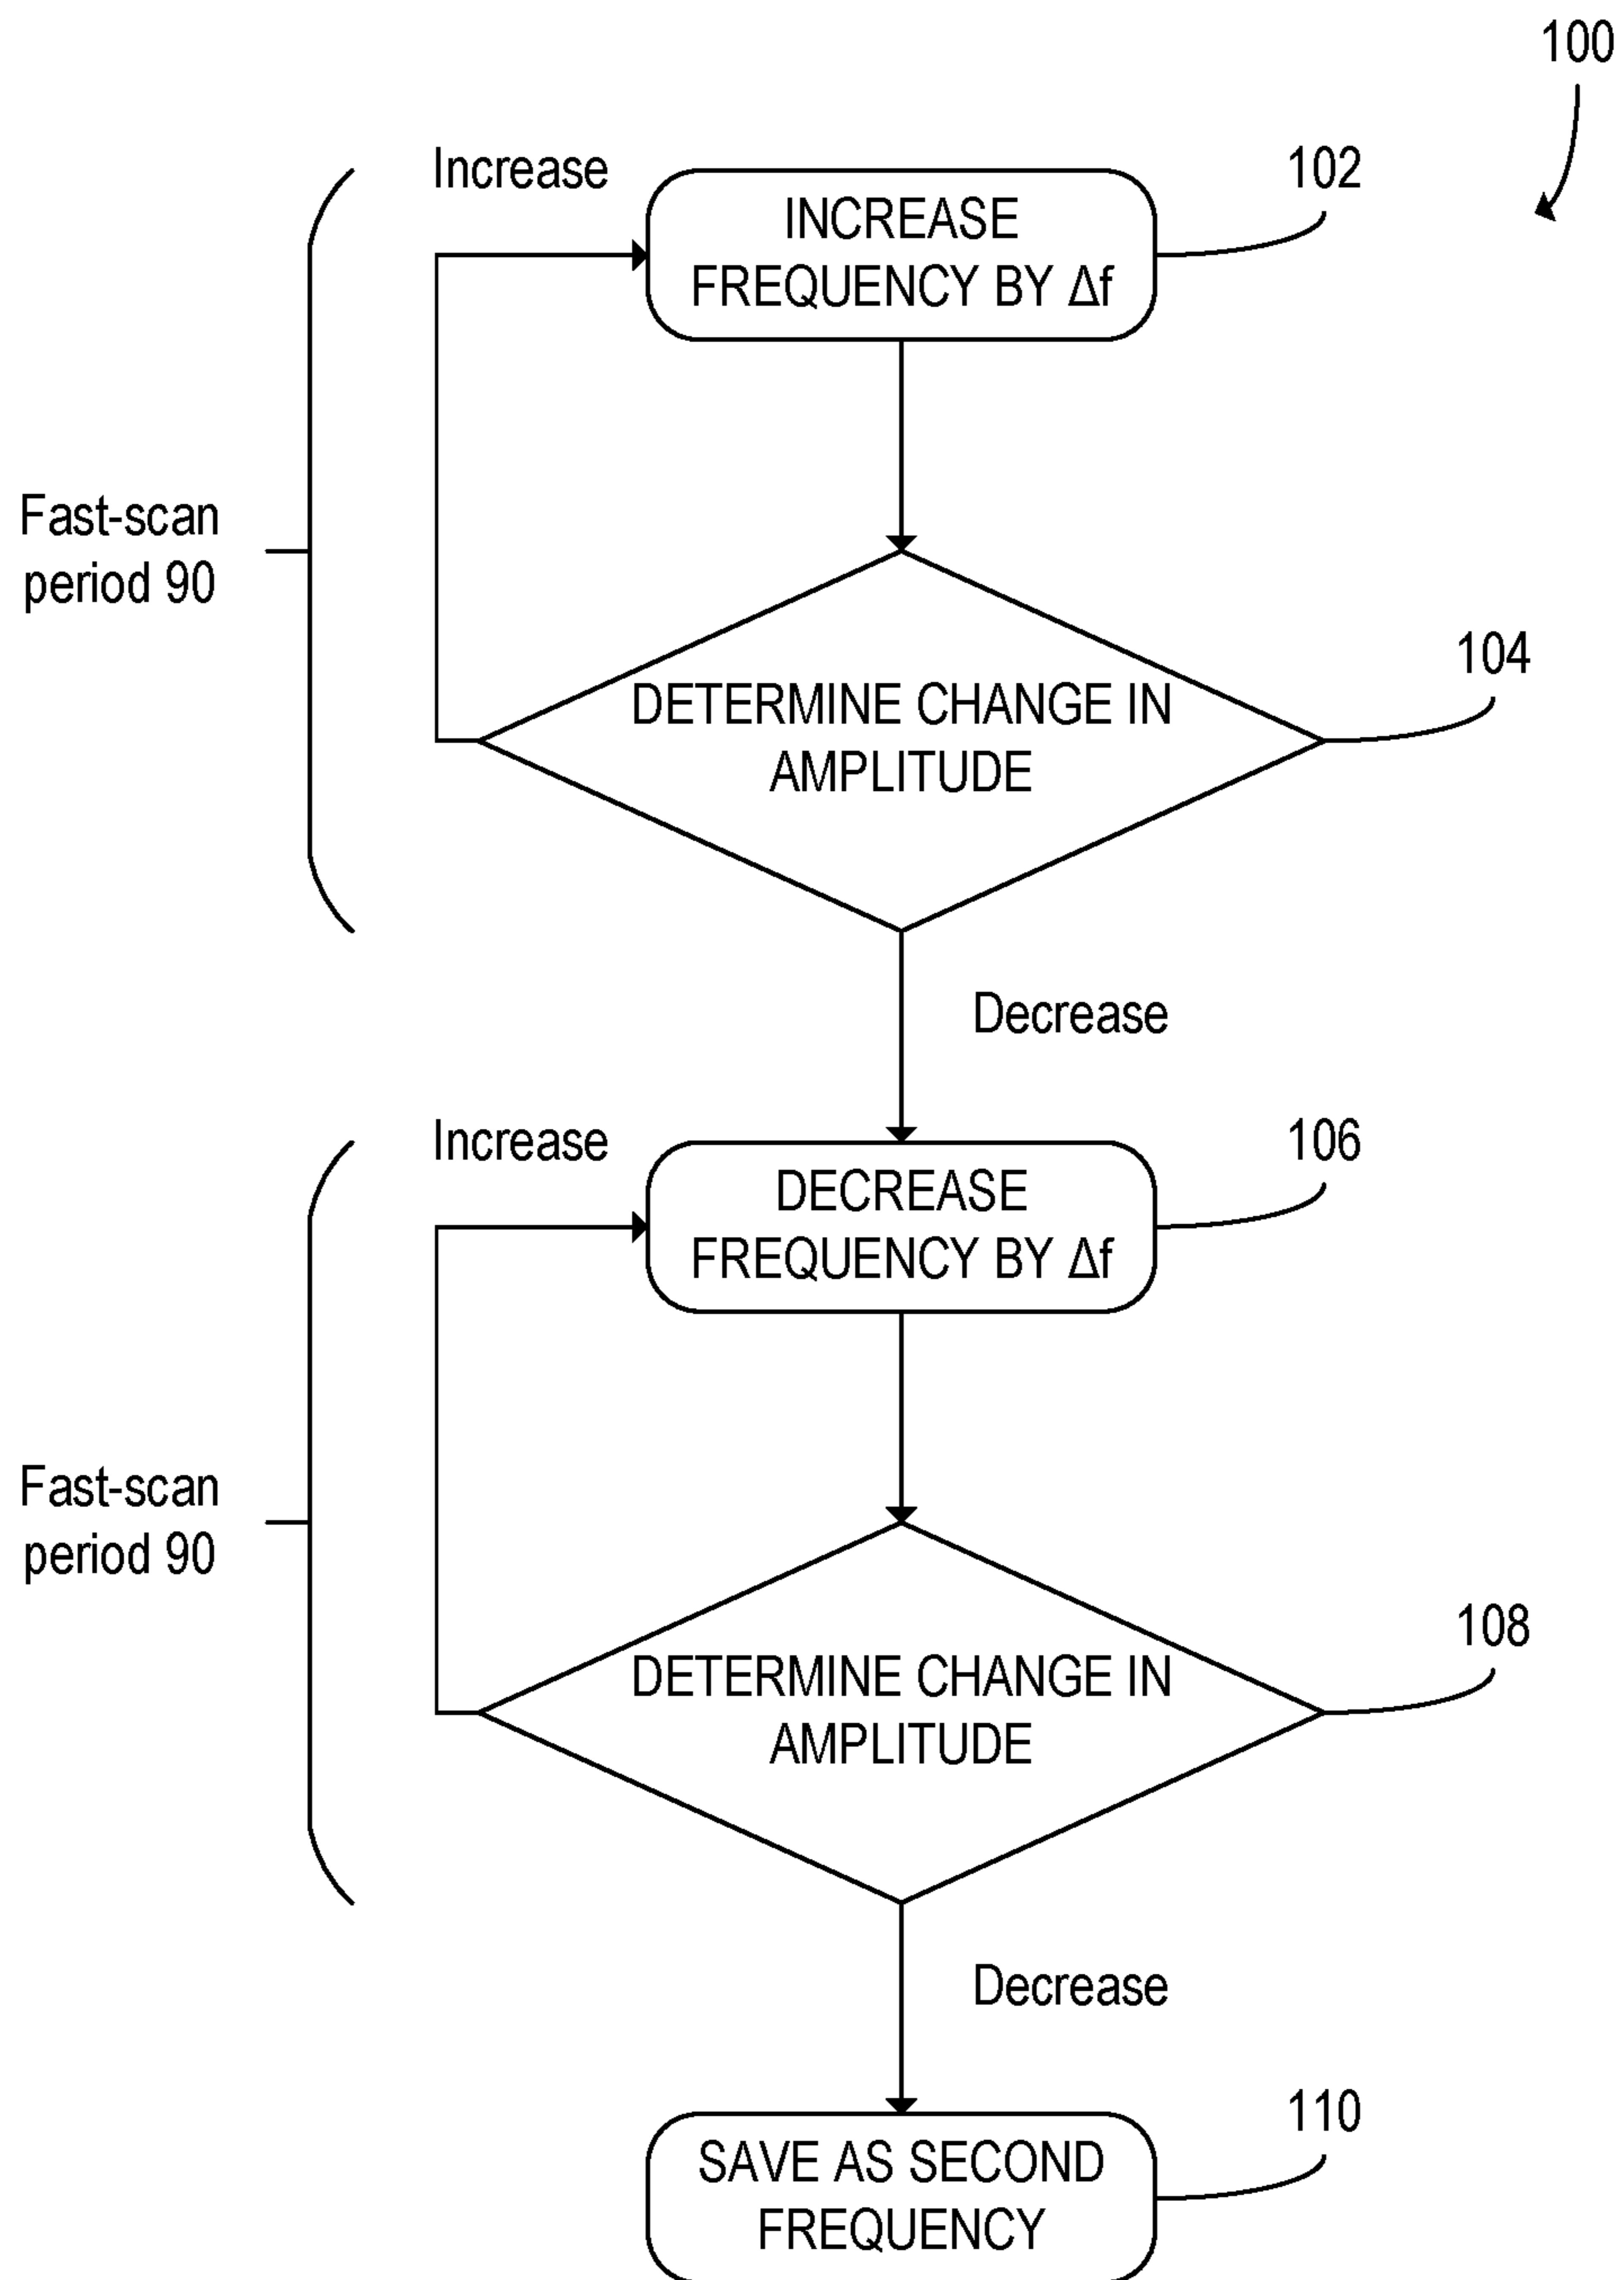 100
Increase
102
INCREASE
FREQUENCY BY Δf
Fast-scan
period 90
104
DETERMINE CHANGE IN
AMPLITUDE
Decrease
Increase
106
DECREASE
FREQUENCY BY Δf
Fast-scan
period 90
108
DETERMINE CHANGE IN
AMPLITUDE
Decrease
110
SAVE AS SECOND
FREQUENCY